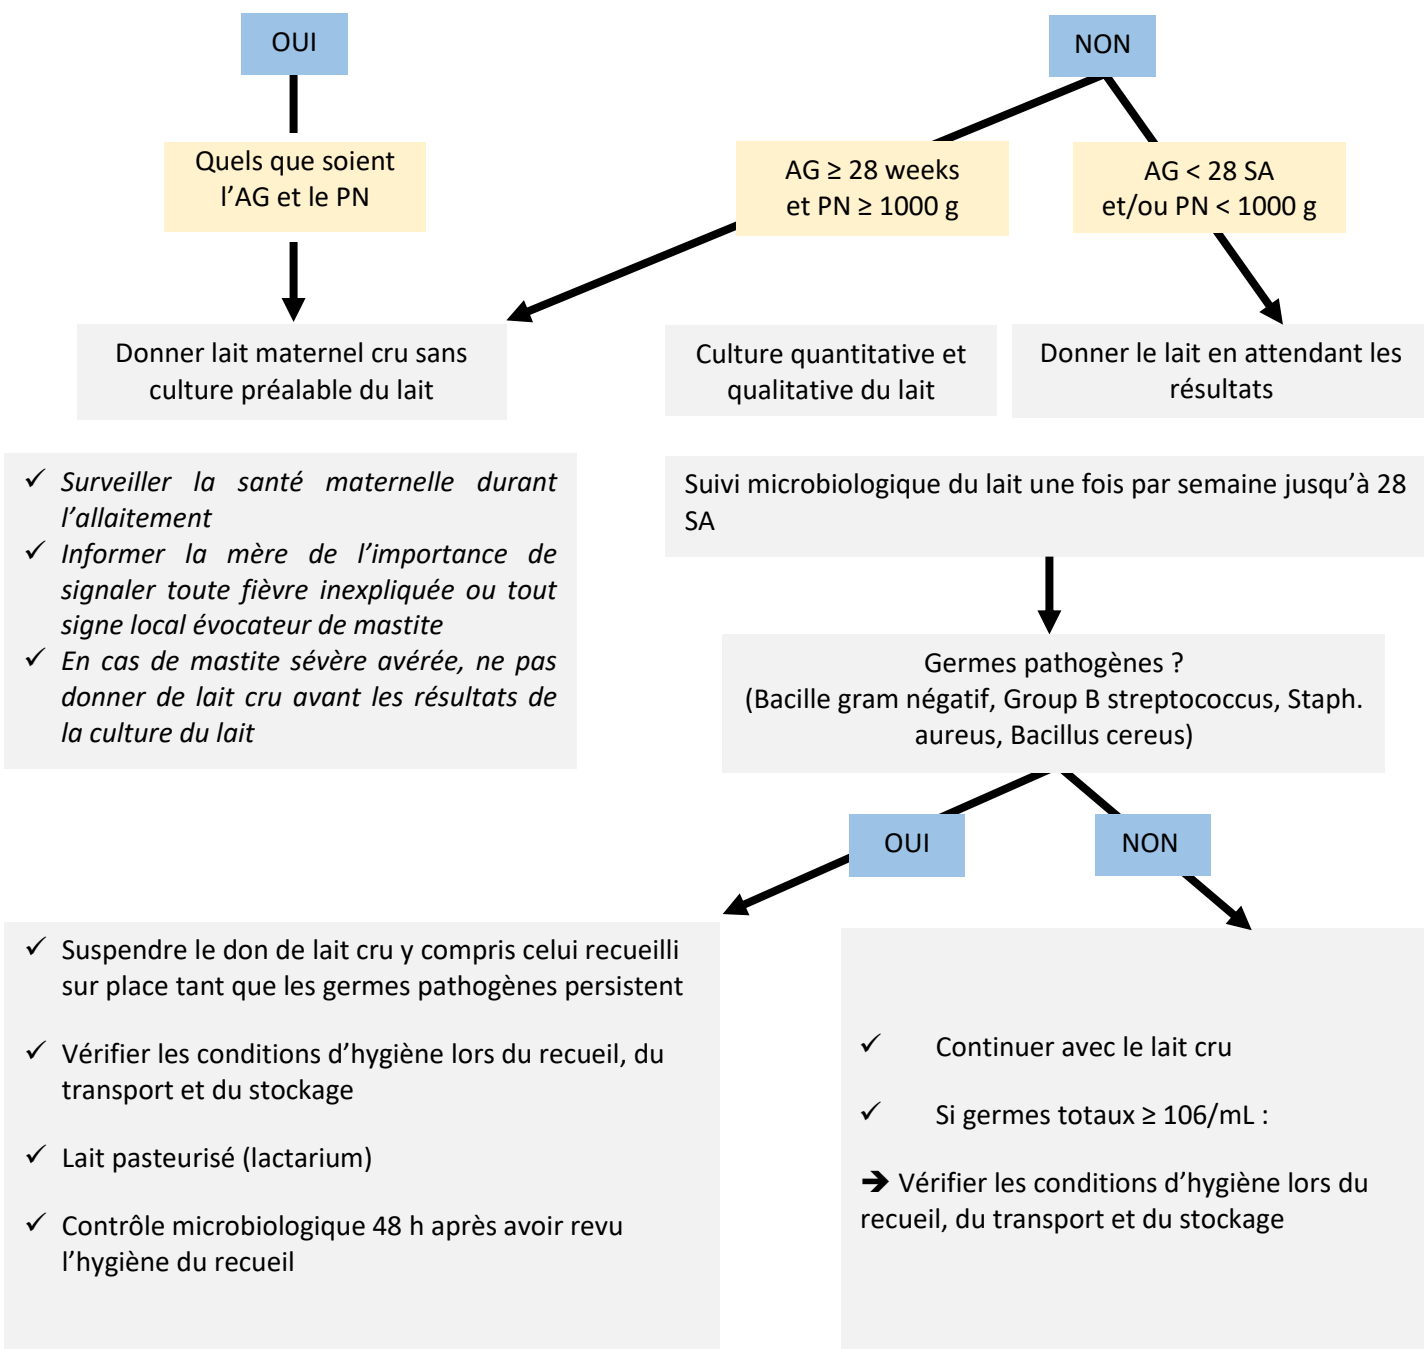 OUI
NON
Quels que soient
l’AG et le PN
AG ≥ 28 weeks
et PN ≥ 1000 g
AG < 28 SA
et/ou PN < 1000 g
Donner lait maternel cru sans
culture préalable du lait
Culture quantitative et
qualitative du lait
Donner le lait en attendant les
résultats
✓ Surveiller la santé maternelle durant
l’allaitement
✓ Informer la mère de l’importance de
signaler toute fièvre inexpliquée ou tout
signe local évocateur de mastite
✓ En cas de mastite sévère avérée, ne pas
donner de lait cru avant les résultats de
la culture du lait
Suivi microbiologique du lait une fois par semaine jusqu’à 28
SA
Germes pathogènes ?
(Bacille gram négatif, Group B streptococcus, Staph.
aureus, Bacillus cereus)
OUI
NON
✓ Suspendre le don de lait cru y compris celui recueilli
sur place tant que les germes pathogènes persistent
✓ Vérifier les conditions d’hygiène lors du recueil, du
transport et du stockage
✓ Lait pasteurisé (lactarium)
✓ Contrôle microbiologique 48 h après avoir revu
l’hygiène du recueil
✓ Continuer avec le lait cru
✓ Si germes totaux ≥ 106/mL :
➔ Vérifier les conditions d’hygiène lors du
recueil, du transport et du stockage